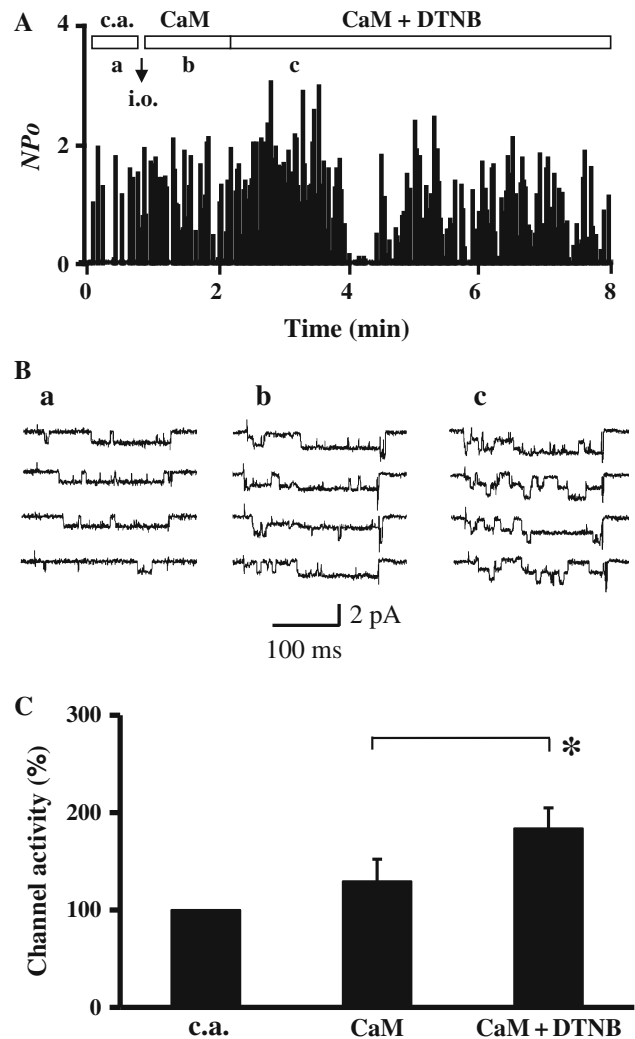 A
c.a.
CaM
CaM + DTNB
a
b
c
i.o.
4
2
0
NPo
0
2
4
6
8
Time (min)
B
a
b
c
2 pA
100 ms
C
300
200
100
0
Channel activity (%)
*
c.a.
CaM
CaM + DTNB